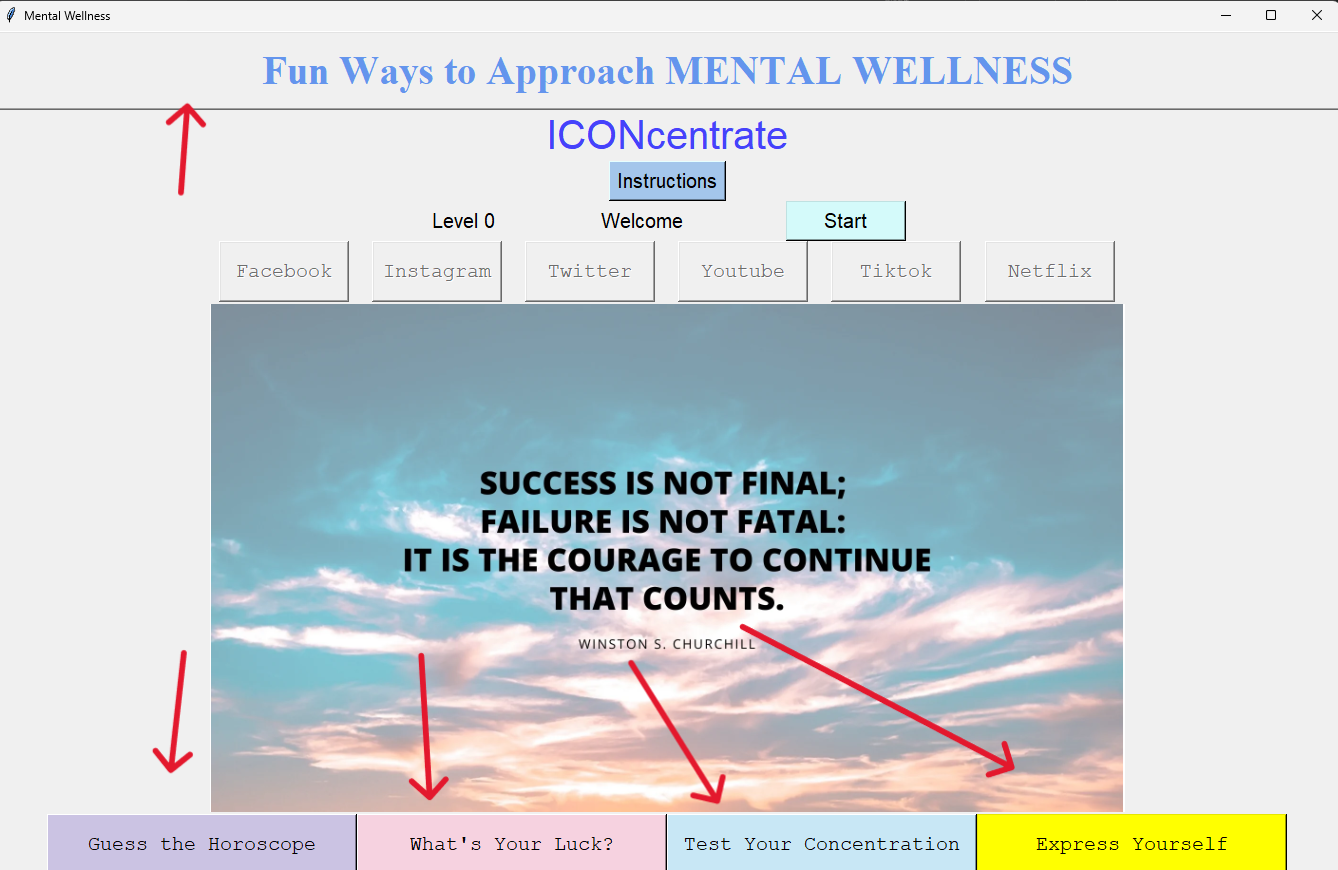 Mental Wellness
Fun Ways to Approach MENTAL WELLNESS
ICONcentrate
Instructions
Level 0 Welcome Start
Facebook Instagram Twitter Youtube Tiktok Netflix
SUCCESS IS NOT FINAL;
FAILURE IS NOT FATAL:
IT IS THE COURAGE TO CONTINUE
THAT COUNTS.
WINSTON S. CHURCHILL
Guess the Horoscope What's Your Luck? Test Your Concentration Express Yourself